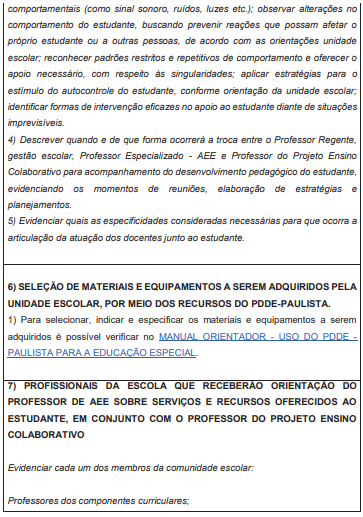 comportamentais (como sinal sonoro, ruídos, luzes etc.); observar alterações no
comportamento do estudante, buscando prevenir reações que possam afetar o
próprio estudante ou a outras pessoas, de acordo com as orientações unidade
escolar; reconhecer padrões restritos e repetitivos de comportamento e oferecer o
apoio necessário, com respeito às singularidades; aplicar estratégias para o
estímulo do autocontrole do estudante, conforme orientação da unidade escolar;
identificar formas de intervenção eficazes no apoio ao estudante diante de situações
imprevisíveis.
4) Descrever quando e de que forma ocorrerá a troca entre o Professor Regente,
gestão escolar, Professor Especializado - AEE e Professor do Projeto Ensino
Colaborativo para acompanhamento do desenvolvimento pedagógico do estudante,
evidenciando os momentos de reuniões, elaboração de estratégias e
planejamentos.
5) Evidenciar quais as especificidades consideradas necessárias para que ocorra a
articulação da atuação dos docentes junto ao estudante.
6) SELEÇÃO DE MATERIAIS E EQUIPAMENTOS A SEREM ADQUIRIDOS PELA
UNIDADE ESCOLAR, POR MEIO DOS RECURSOS DO PDDE-PAULISTA.
1) Para selecionar, indicar e especificar os materiais e equipamentos a serem
adquiridos é possível verificar no MANUAL ORIENTADOR - USO DO PDDE -
PAULISTA PARA A EDUCAÇÃO ESPECIAL.
7) PROFISSIONAIS DA ESCOLA QUE RECEBERÃO ORIENTAÇÃO DO
PROFESSOR DE AEE SOBRE SERVIÇOS E RECURSOS OFERECIDOS AO
ESTUDANTE, EM CONJUNTO COM O PROFESSOR DO PROJETO ENSINO
COLABORATIVO
Evidenciar cada um dos membros da comunidade escolar:
Professores dos componentes curriculares;